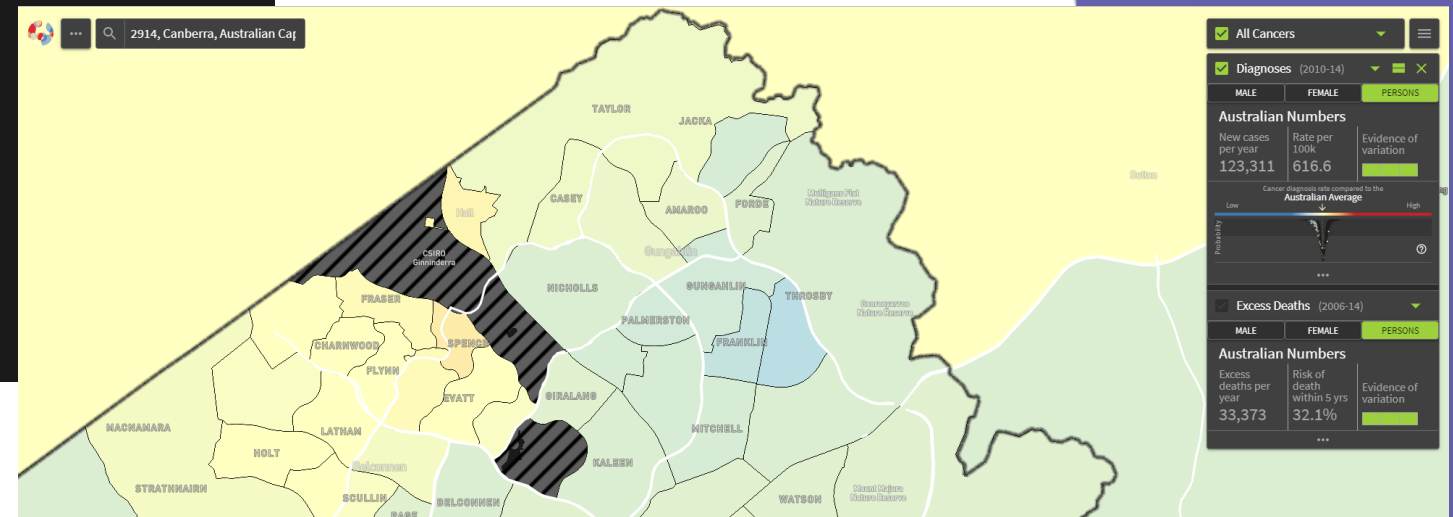 2914, Canberra, Australian Cap
All Cancers
Diagnoses (2010-14)
MALE
FEMALE
PERSONS
Australian Numbers
New cases
per year
123,311
Rate per
100k
616.6
Evidence of
variation
Cancer diagnosis rate compared to the
Australian Average
Low
High
Probability
Excess Deaths (2006-14)
MALE
FEMALE
PERSONS
Australian Numbers
Excess
deaths per
year
33,373
Risk of
death
within 5 yrs
32.1%
Evidence of
variation
TAYLOR
JACKA
Sutton
Mulligans Flat
Nature Reserve
CASEY
FORDE
AMAROO
Hall
CSIRO
Ginninderra
Gungahlin
NICHOLLS
GUNGAHLIN
THROSBY
FRASER
Goorooyarroo
Nature Reserve
PALMERSTON
CHARNWOOD
SPENCE
FRANKLIN
FLYNN
EVATT
GIRALANG
MACNAMARA
LATHAM
MITCHELL
HOLT
Belconnen
KALEEN
STRATHNAIRN
SCULLIN
BELCONNEN
WATSON
Mount Majura
Nature Reserve
PAGE